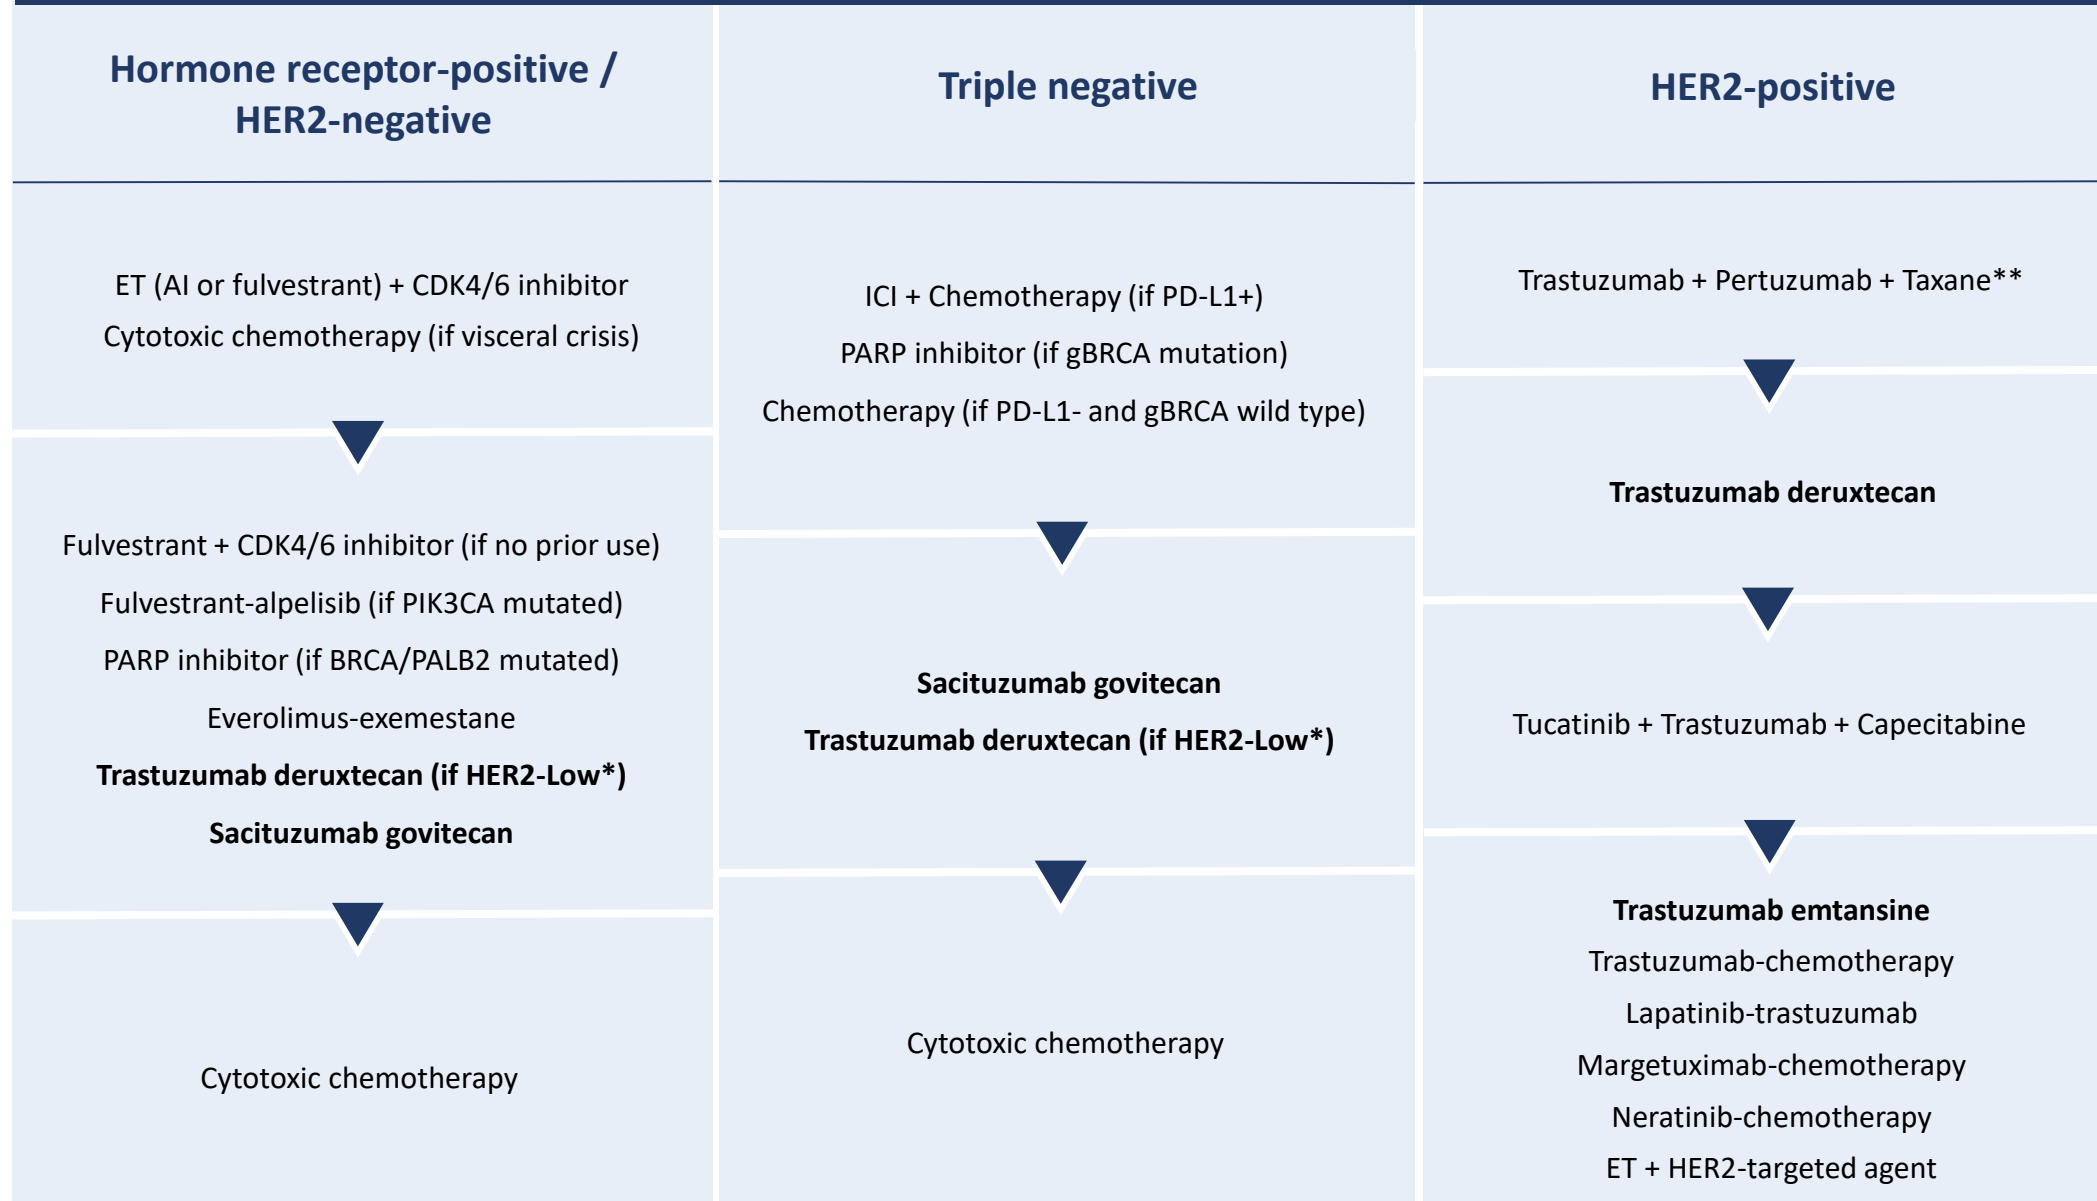 Hormone receptor-positive /
HER2-negative
ET (AI or fulvestrant) + CDK4/6 inhibitor
Cytotoxic chemotherapy (if visceral crisis)
Fulvestrant + CDK4/6 inhibitor (if no prior use)
Fulvestrant-alpelisib (if PIK3CA mutated)
PARP inhibitor (if BRCA/PALB2 mutated)
Everolimus-exemestane
Trastuzumab deruxtecan (if HER2-Low*)
Sacituzumab govitecan
Cytotoxic chemotherapy
Triple negative
ICI + Chemotherapy (if PD-L1+)
PARP inhibitor (if gBRCA mutation)
Chemotherapy (if PD-L1- and gBRCA wild type)
Sacituzumab govitecan
Trastuzumab deruxtecan (if HER2-Low*)
Cytotoxic chemotherapy
HER2-positive
Trastuzumab + Pertuzumab + Taxane**
Trastuzumab deruxtecan
Tucatinib + Trastuzumab + Capecitabine
Trastuzumab emtansine
Trastuzumab-chemotherapy
Lapatinib-trastuzumab
Margetuximab-chemotherapy
Neratinib-chemotherapy
ET + HER2-targeted agent